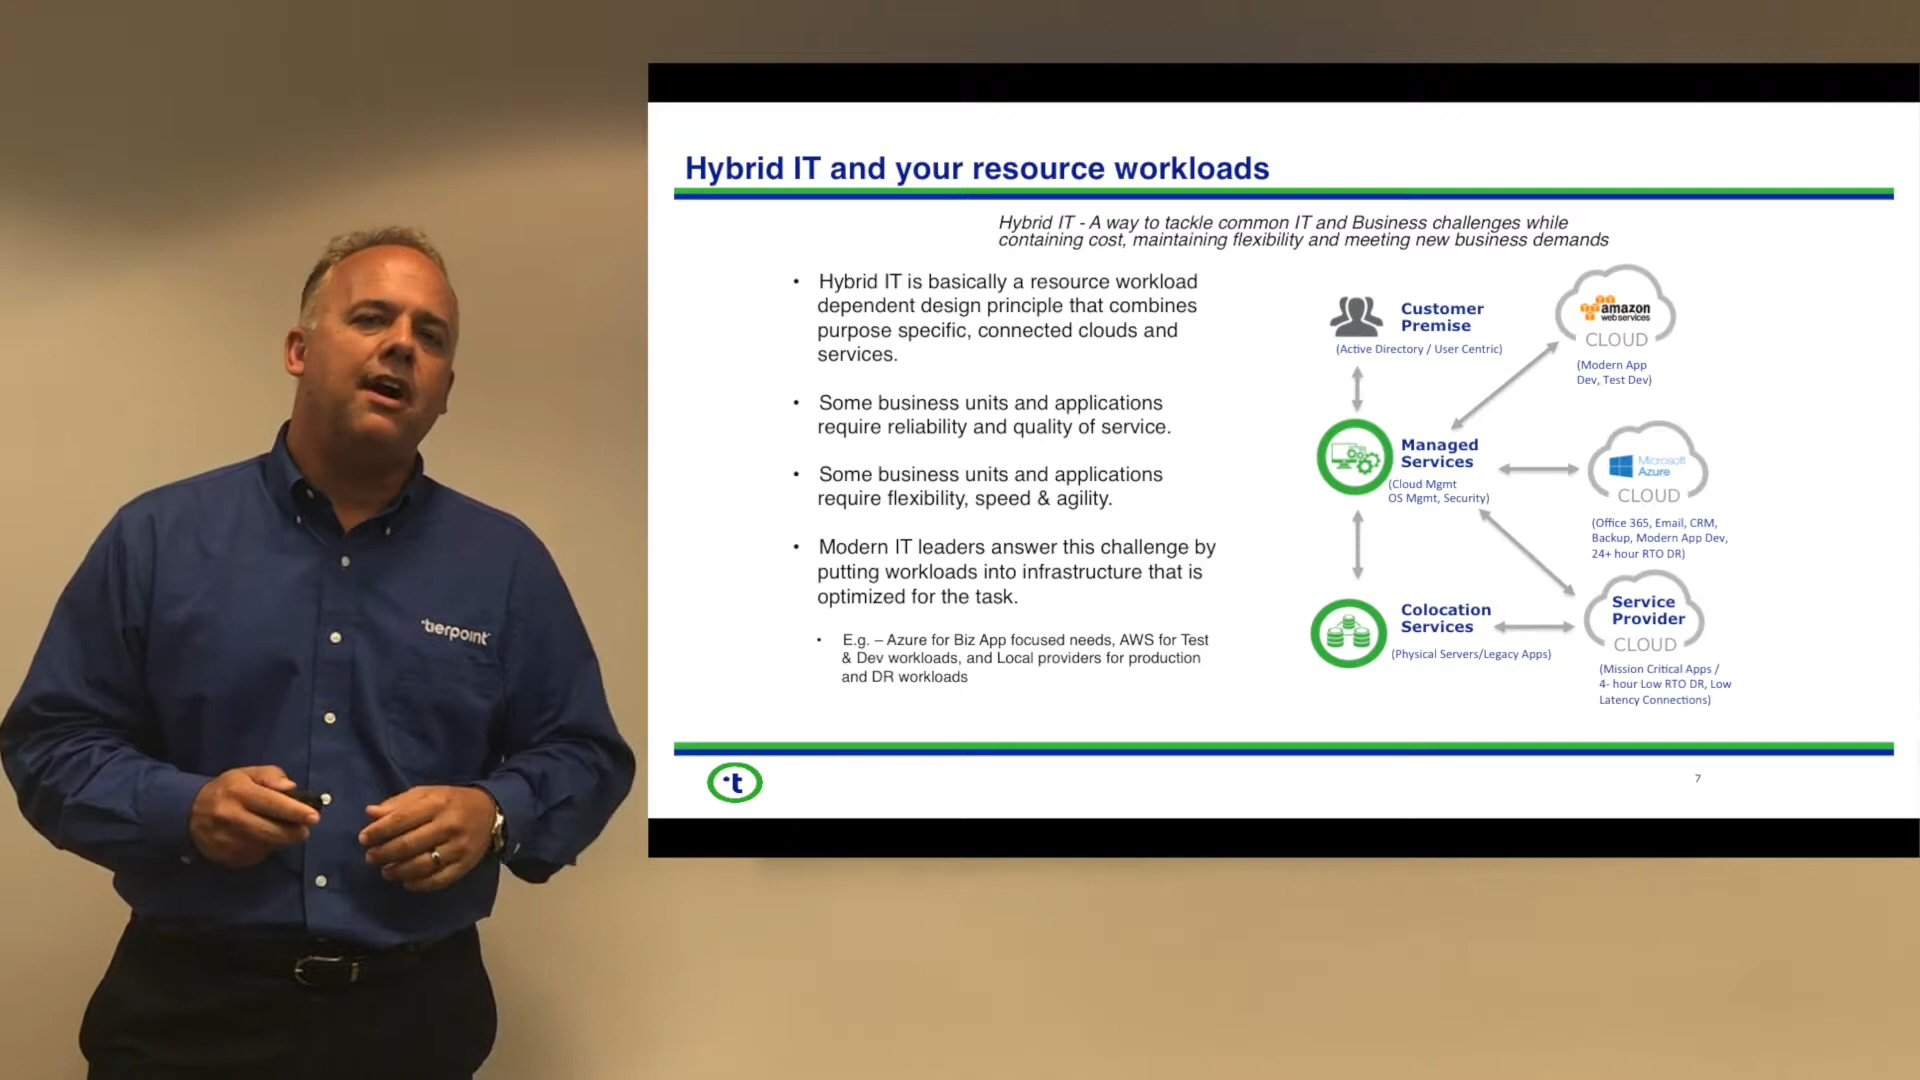 Hybrid IT and your resource workloads
Hybrid IT - A way to tackle common IT and Business challenges while
containing cost, maintaining flexibility and meeting new business demands
• Hybrid IT is basically a resource workload
dependent design principle that combines
purpose specific, connected clouds and
services.
• Some business units and applications
require reliability and quality of service.
• Some business units and applications
require flexibility, speed & agility.
• Modern IT leaders answer this challenge by
putting workloads into infrastructure that is
optimized for the task.
• E.g. – Azure for Biz App focused needs, AWS for Test
& Dev workloads, and Local providers for production
and DR workloads
Customer
Premise
(Active Directory / User Centric)
amazon
web services
CLOUD
(Modern App
Dev, Test Dev)
Managed
Services
(Cloud Mgmt
OS Mgmt, Security)
Microsoft
Azure
CLOUD
(Office 365, Email, CRM,
Backup, Modern App Dev,
24+ hour RTO DR)
Colocation
Services
(Physical Servers/Legacy Apps)
Service
Provider
CLOUD
(Mission Critical Apps /
4- hour Low RTO DR, Low
Latency Connections)
t
7
tierpoint